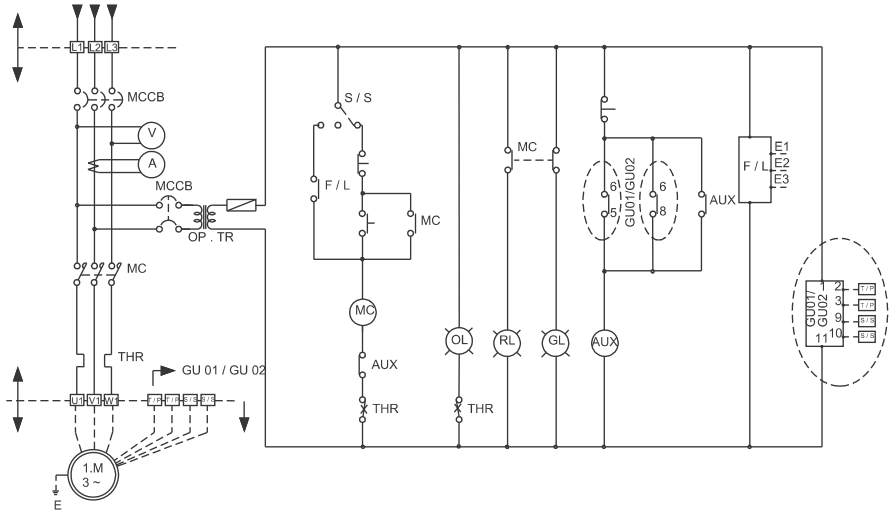 L1 L2 L3
MCCB
V
A
MCCB
OP . TR
MC
THR
GU 01 / GU 02
U1 V1 W1 T / P T / P S / S S / S
1.M
3 ~
E
S / S
F / L
MC
MC
AUX
THR
OL
THR
MC
RL
GL
6
5
GU01/GU02
6
8
AUX
AUX
F / L
E1
E2
E3
GU01/
GU02
1
2
3
9
10
11
T / P
T / P
S / S
S / S